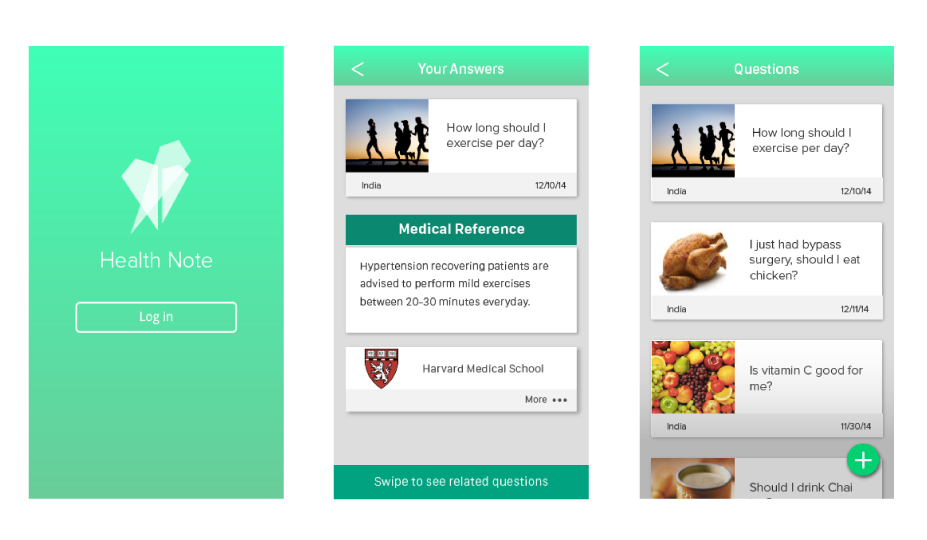 Health Note
Log in
<
Your Answers
How long should I
exercise per day?
India
12/10/14
Medical Reference
Hypertension recovering patients are
advised to perform mild exercises
between 20-30 minutes everyday.
Harvard Medical School
More •••
Swipe to see related questions
<
Questions
How long should I
exercise per day?
India
12/10/14
I just had bypass
surgery, should I eat
chicken?
India
12/11/14
Is vitamin C good for
me?
India
11/30/14
+
Should I drink Chai